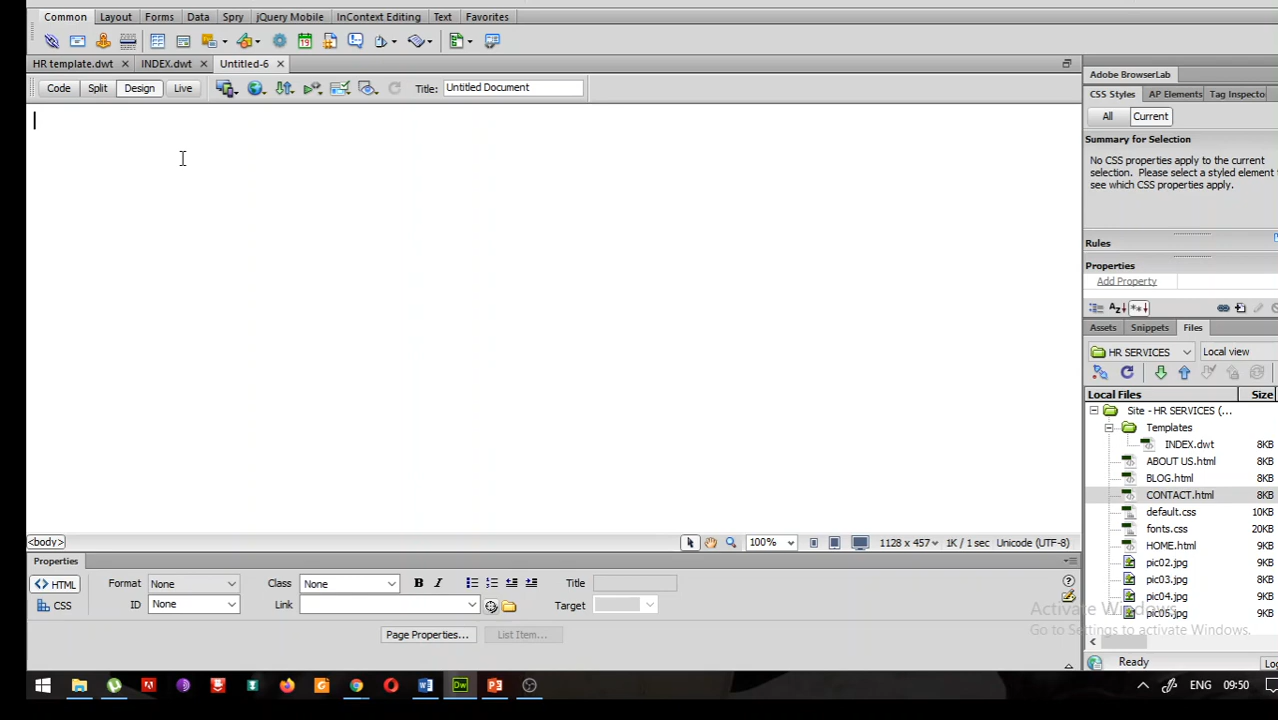 Common Layout Forms Data Spry jQuery Mobile InContext Editing Text Favorites
19
HR template.dwt × INDEX.dwt × Untitled-6 ×
Code Split Design Live Title: Untitled Document
Adobe BrowserLab
CSS Styles AP Elements Tag Inspecto
All Current
Summary for Selection
No CSS properties apply to the current
selection. Please select a styled element t
see which CSS properties apply.
Rules
Properties
Add Property
Assets Snippets Files
HR SERVICES Local view
Local Files Size
Site - HR SERVICES (...
Templates
INDEX.dwt 8KB
ABOUT US.html 8KB
BLOG.html 8KB
CONTACT.html 8KB
default.css 10KB
fonts.css 20KB
HOME.html 9KB
pic02.jpg 9KB
pic03.jpg 9KB
pic04.jpg 9KB
pic05.jpg 9KB
<body> 100% 1128 x 457 1K / 1 sec Unicode (UTF-8)
Properties
HTML Format None Class None B I Title
CSS ID None Link Target
Page Properties... List Item...
Activate Windows
Go to Settings to activate Windows.
Ready Log
ENG 09:50